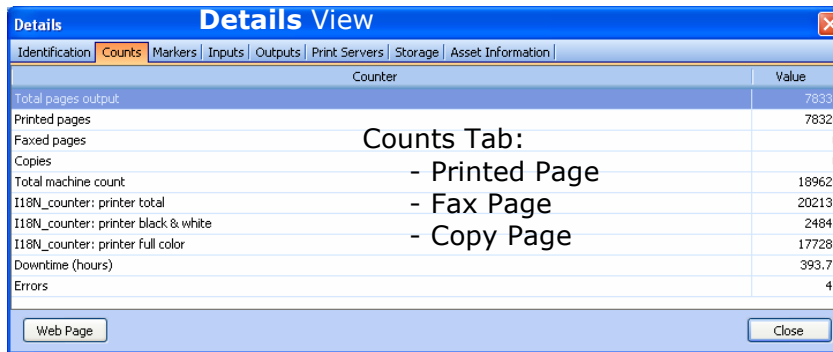 Details
Details View
Identification Counts Markers Inputs Outputs Print Servers Storage Asset Information
Counter Value
Total pages output 7833
Printed pages 7832
Faxed pages
Copies
Total machine count 18962
I18N_counter: printer total 20213
I18N_counter: printer black & white 2484
I18N_counter: printer full color 17728
Downtime (hours) 393.7
Errors 4
Counts Tab:
- Printed Page
- Fax Page
- Copy Page
Web Page Close